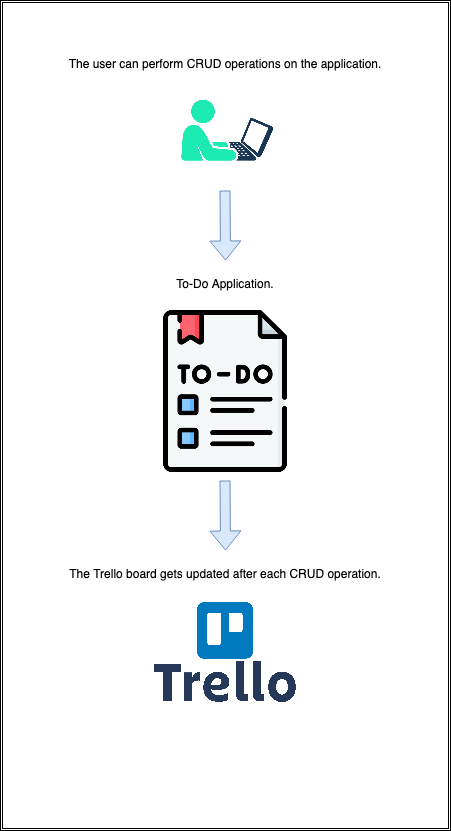 The user can perform CRUD operations on the application.
To-Do Application.
TO-DO
The Trello board gets updated after each CRUD operation.
Trello